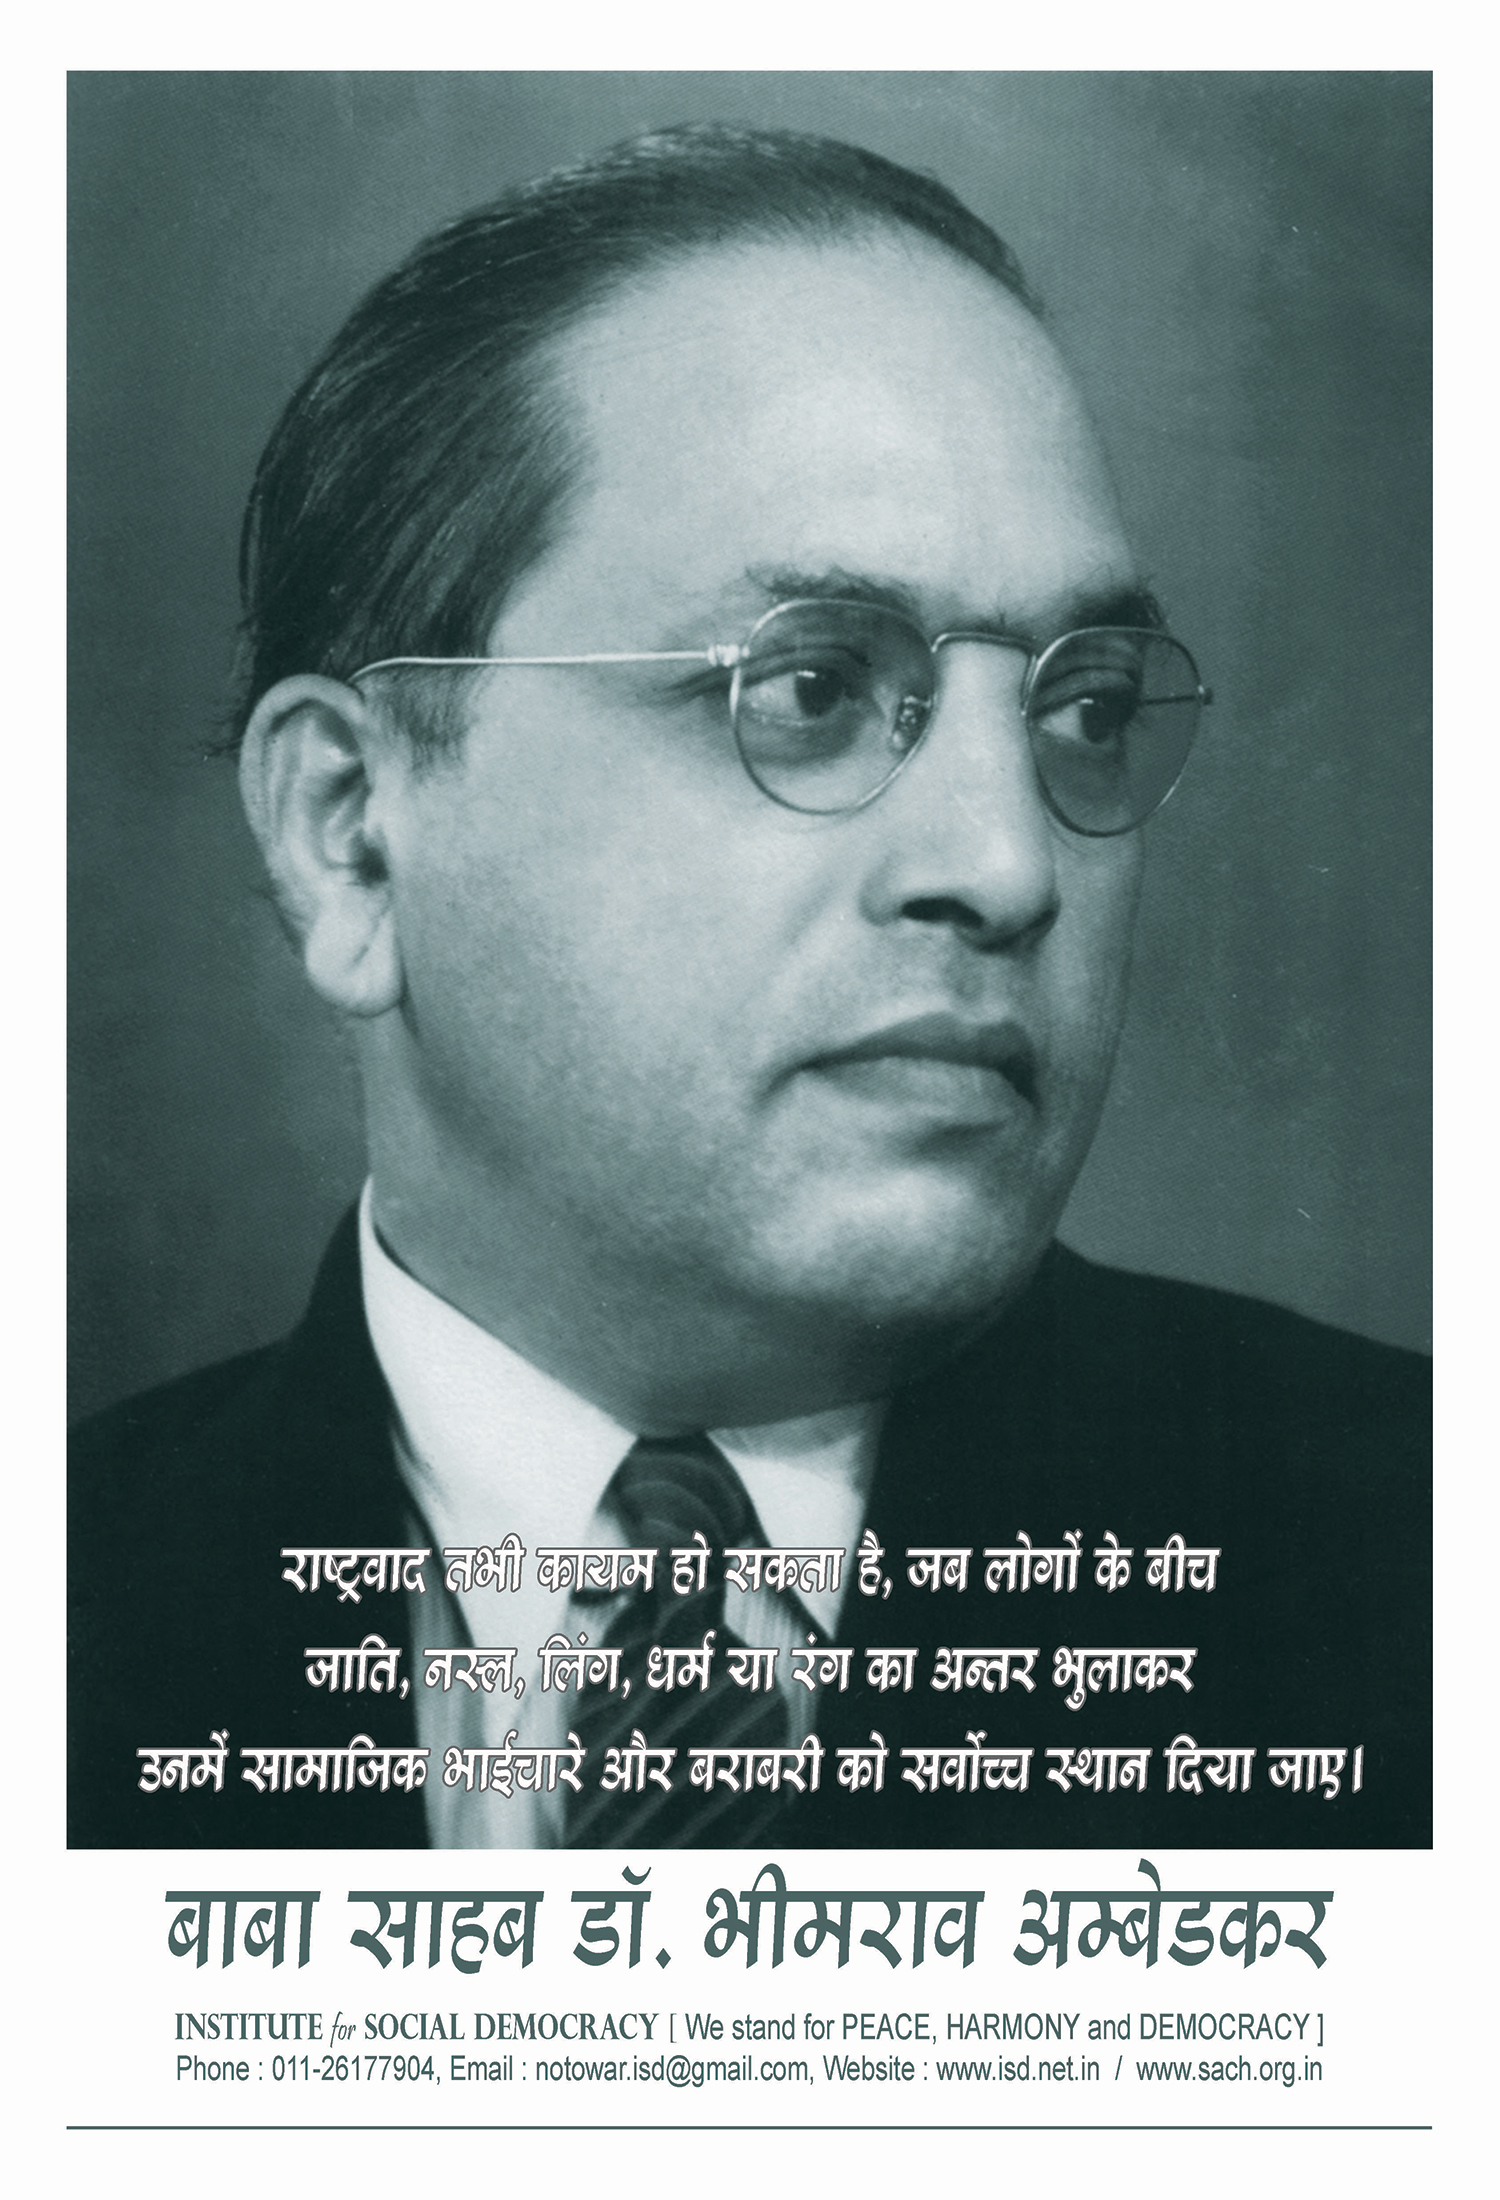 राष्ट्रवाद तभी कायम हो सकता है, जब लोगों के बीच
जाति, नस्ल, लिंग, धर्म या रंग का अन्तर भुलाकर
उनमें सामाजिक भाईचारे और बराबरी को सर्वोच्च स्थान दिया जाए।
बाबा साहब डॉ. भीमराव अम्बेडकर
INSTITUTE for SOCIAL DEMOCRACY [ We stand for PEACE, HARMONY and DEMOCRACY ]
Phone : 011-26177904, Email : notowar.isd@gmail.com, Website : www.isd.net.in / www.sach.org.in